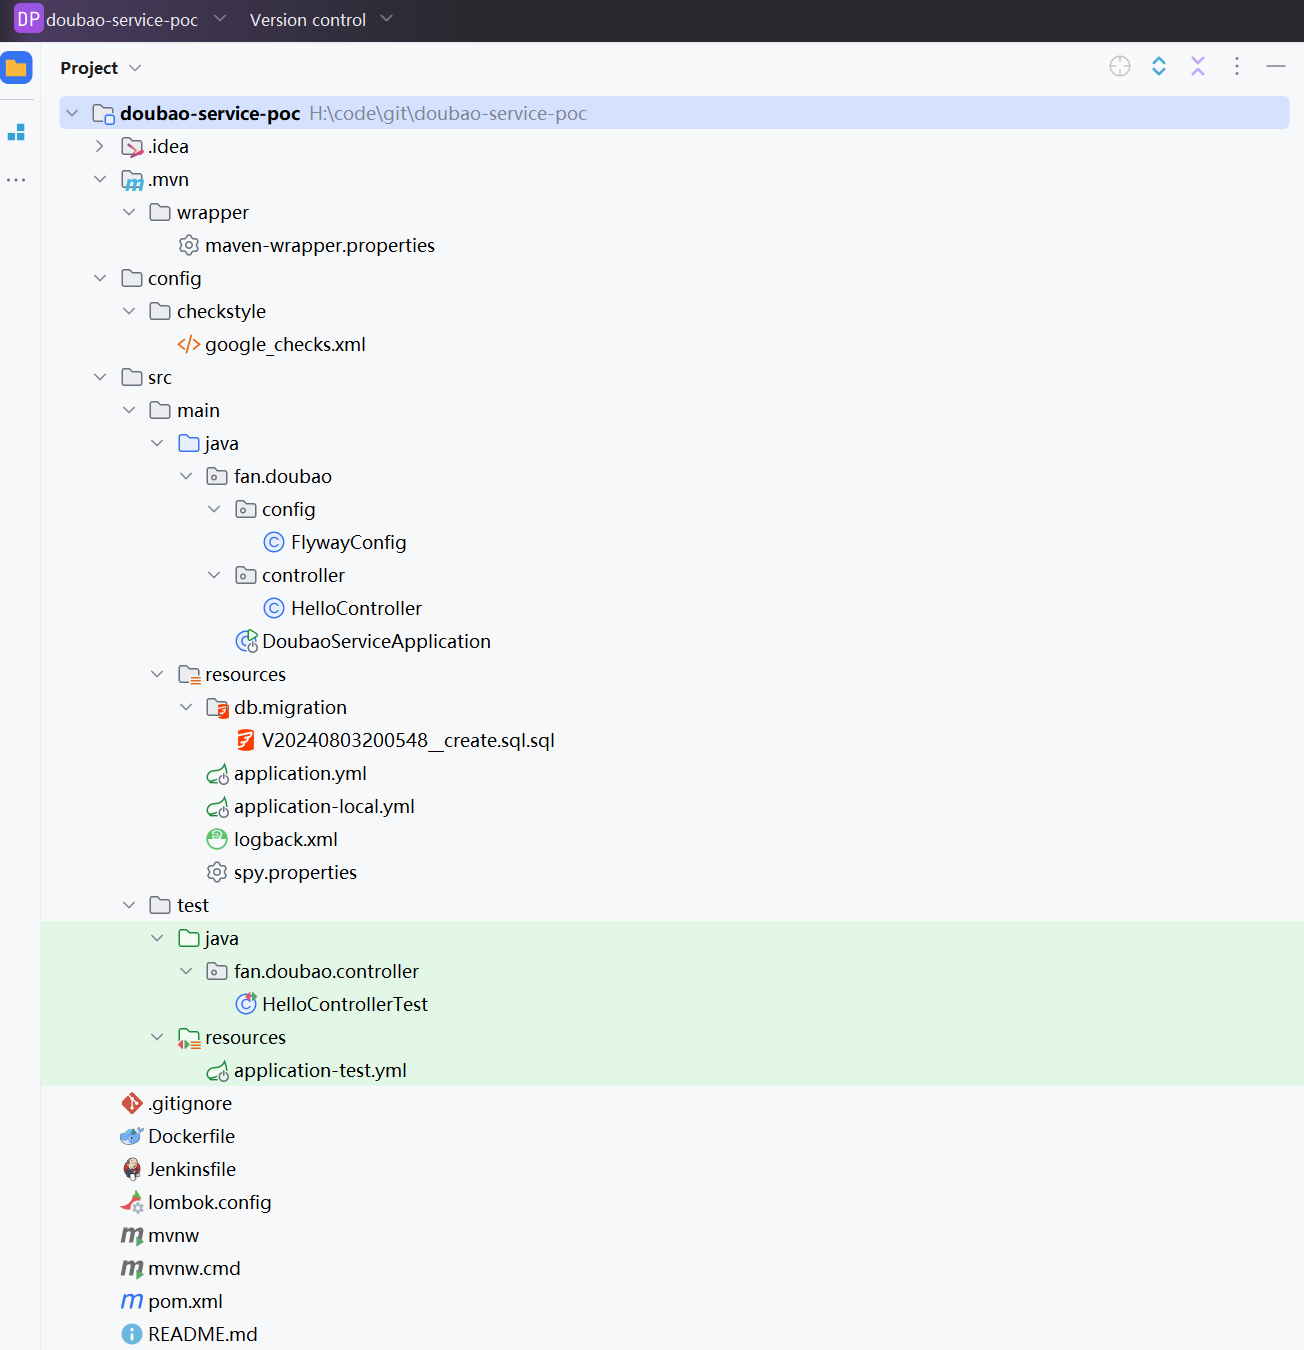 DP doubao-service-poc Version control
Project
doubao-service-poc H:\code\git\doubao-service-poc
.idea
.mvn
wrapper
maven-wrapper.properties
config
checkstyle
google_checks.xml
src
main
java
fan.doubao
config
FlywayConfig
controller
HelloController
DoubaoServiceApplication
resources
db.migration
V20240803200548__create.sql.sql
application.yml
application-local.yml
logback.xml
spy.properties
test
java
fan.doubao.controller
HelloControllerTest
resources
application-test.yml
.gitignore
Dockerfile
Jenkinsfile
lombok.config
mvnw
mvnw.cmd
pom.xml
README.md